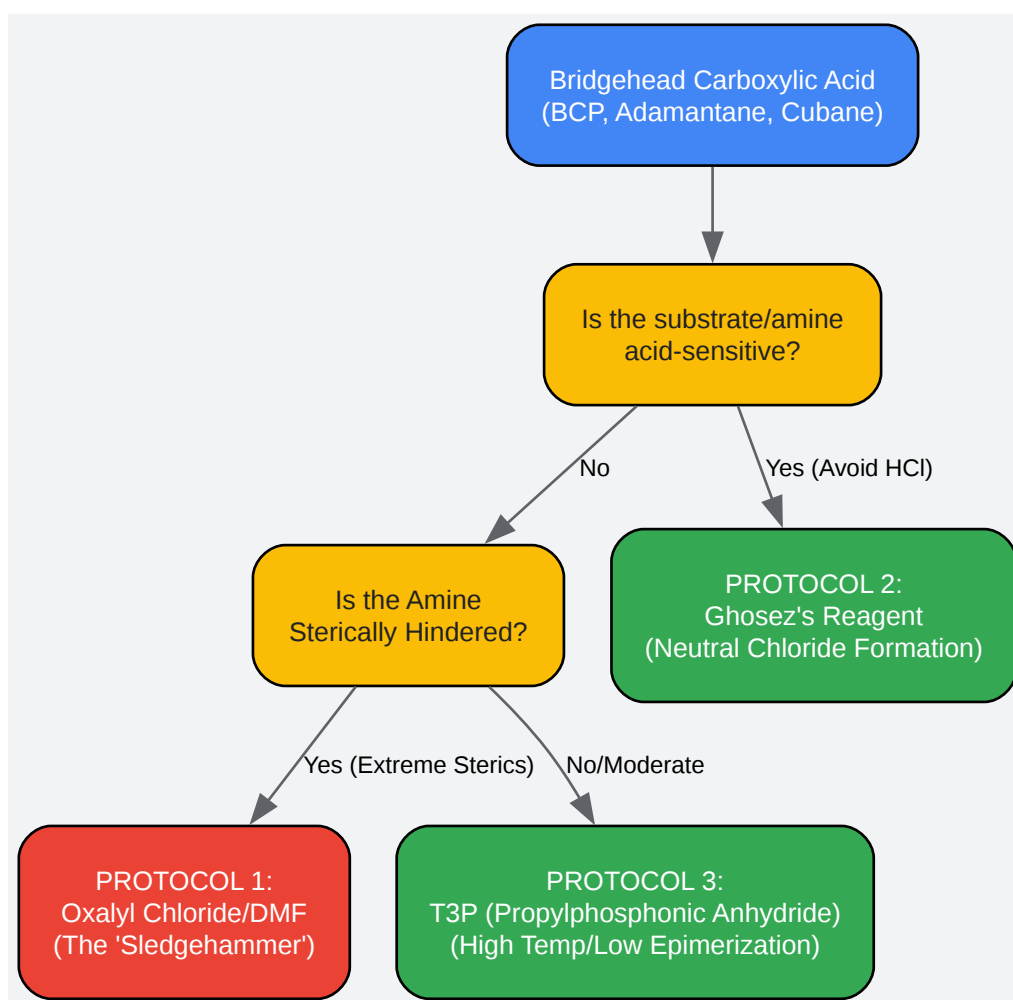 Bridgehead Carboxylic Acid
(BCP, Adamantane, Cubane)
Is the substrate/amine
acid-sensitive?
No
Yes (Avoid HCl)
Is the Amine
Sterically Hindered?
PROTOCOL 2:
Ghosez's Reagent
(Neutral Chloride Formation)
Yes (Extreme Sterics)
No/Moderate
PROTOCOL 1:
Oxalyl Chloride/DMF
(The 'Sledgehammer')
PROTOCOL 3:
T3P (Propylphosphonic Anhydride)
(High Temp/Low Epimerization)